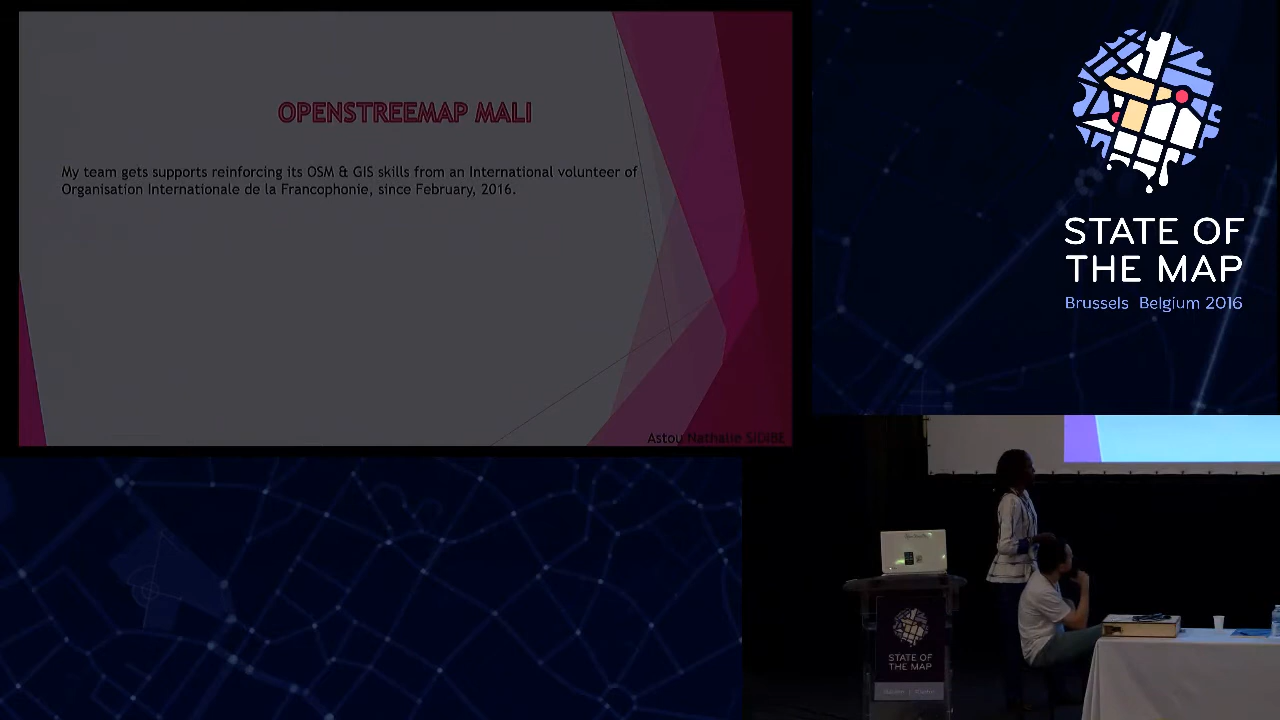 OPENSTREEMAP MALI
My team gets supports reinforcing its OSM & GIS skills from an International volunteer of
Organisation Internationale de la Francophonie, since February, 2016.
Astou Nathalie SIDIBE
STATE OF
THE MAP
Brussels Belgium 2016
STATE OF
THE MAP